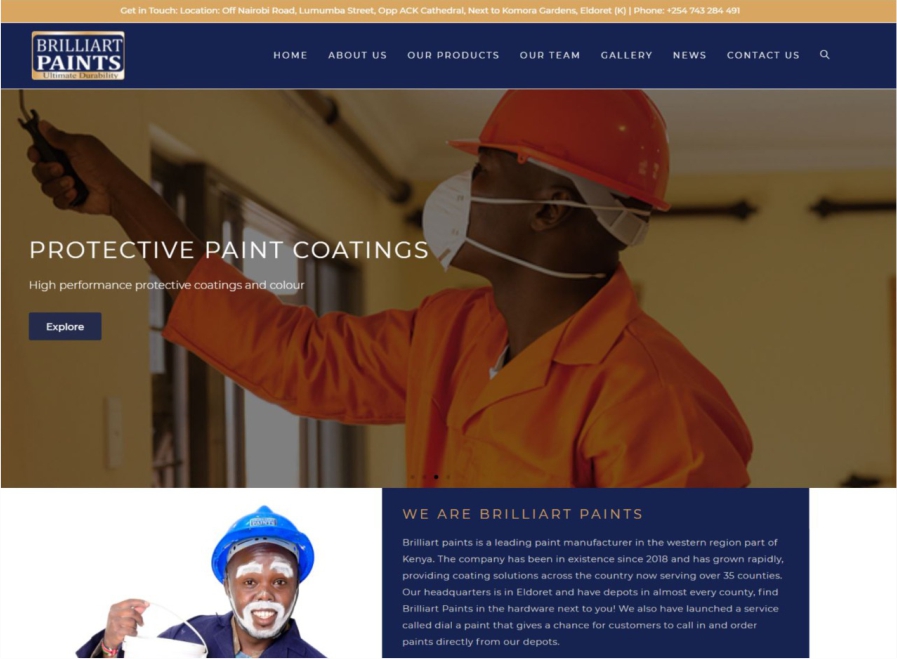 Get in Touch: Location: Off Nairobi Road, Lumumba Street, Opp ACK Cathedral, Next to Komora Gardens, Eldoret (K) | Phone: +254 743 284 491
BRILLIART
PAINTS
Ultimate Durability
HOME ABOUT US OUR PRODUCTS OUR TEAM GALLERY NEWS CONTACT US
PROTECTIVE PAINT COATINGS
High performance protective coatings and colour
Explore
WE ARE BRILLIART PAINTS
Brilliart paints is a leading paint manufacturer in the western region part of
Kenya. The company has been in existence since 2018 and has grown rapidly,
providing coating solutions across the country now serving over 35 counties.
Our headquarters is in Eldoret and have depots in almost every county, find
Brilliart Paints in the hardware next to you! We also have launched a service
called dial a paint that gives a chance for customers to call in and order
paints directly from our depots.